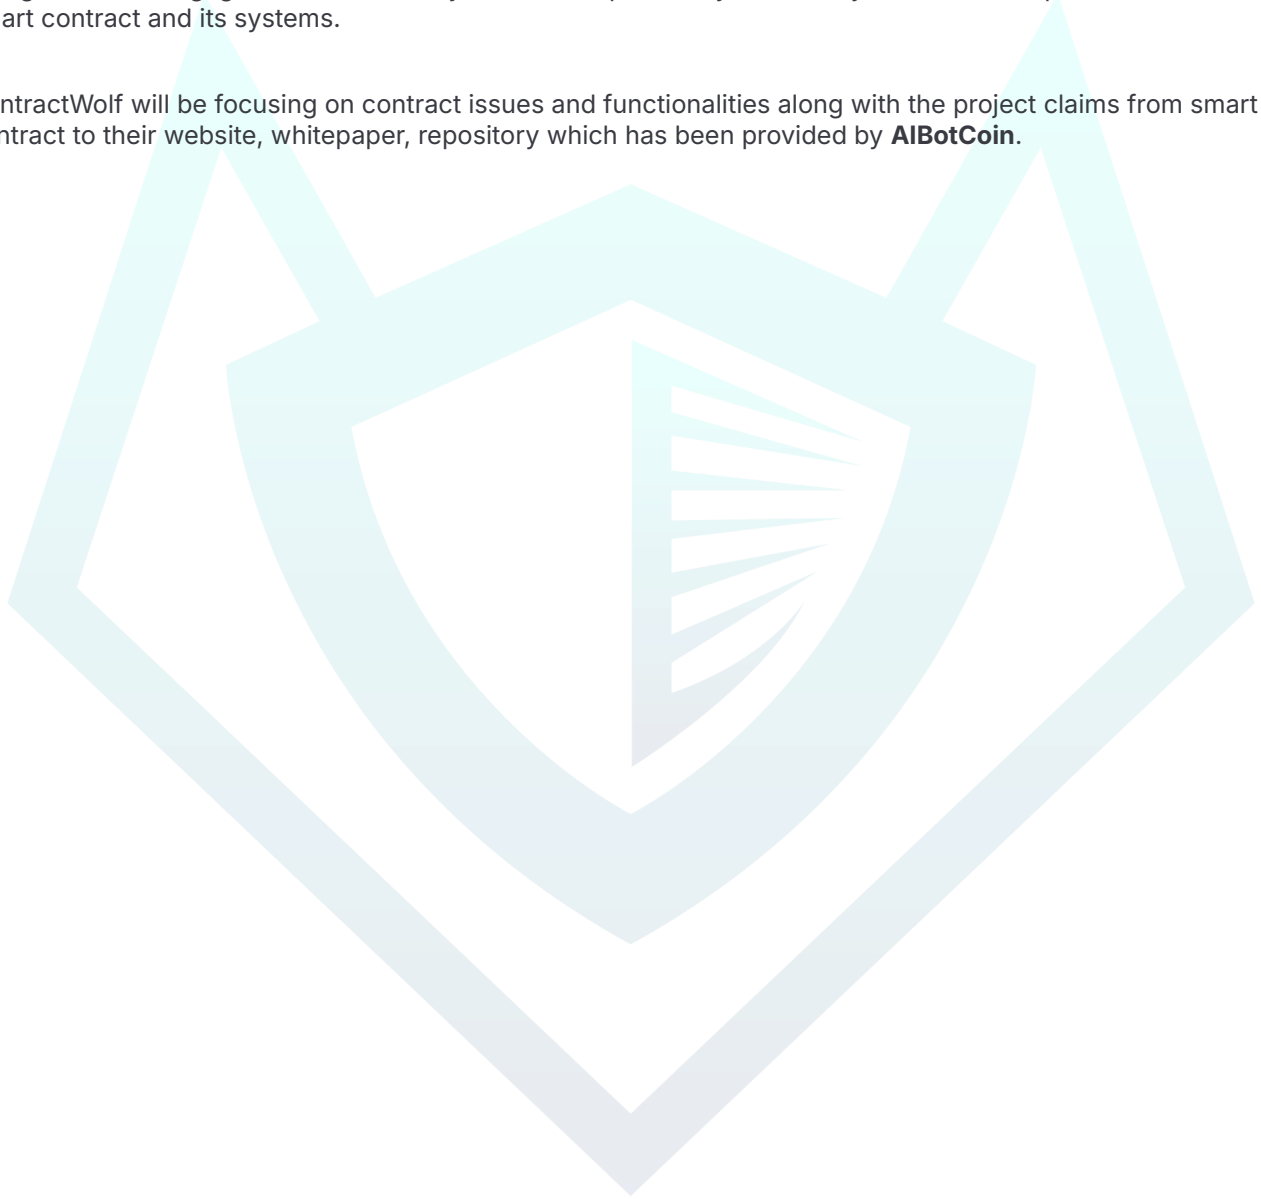 art contract and its systems.
ntractWolf will be focusing on contract issues and functionalities along with the project claims from smart
ntract to their website, whitepaper, repository which has been provided by AIBotCoin.